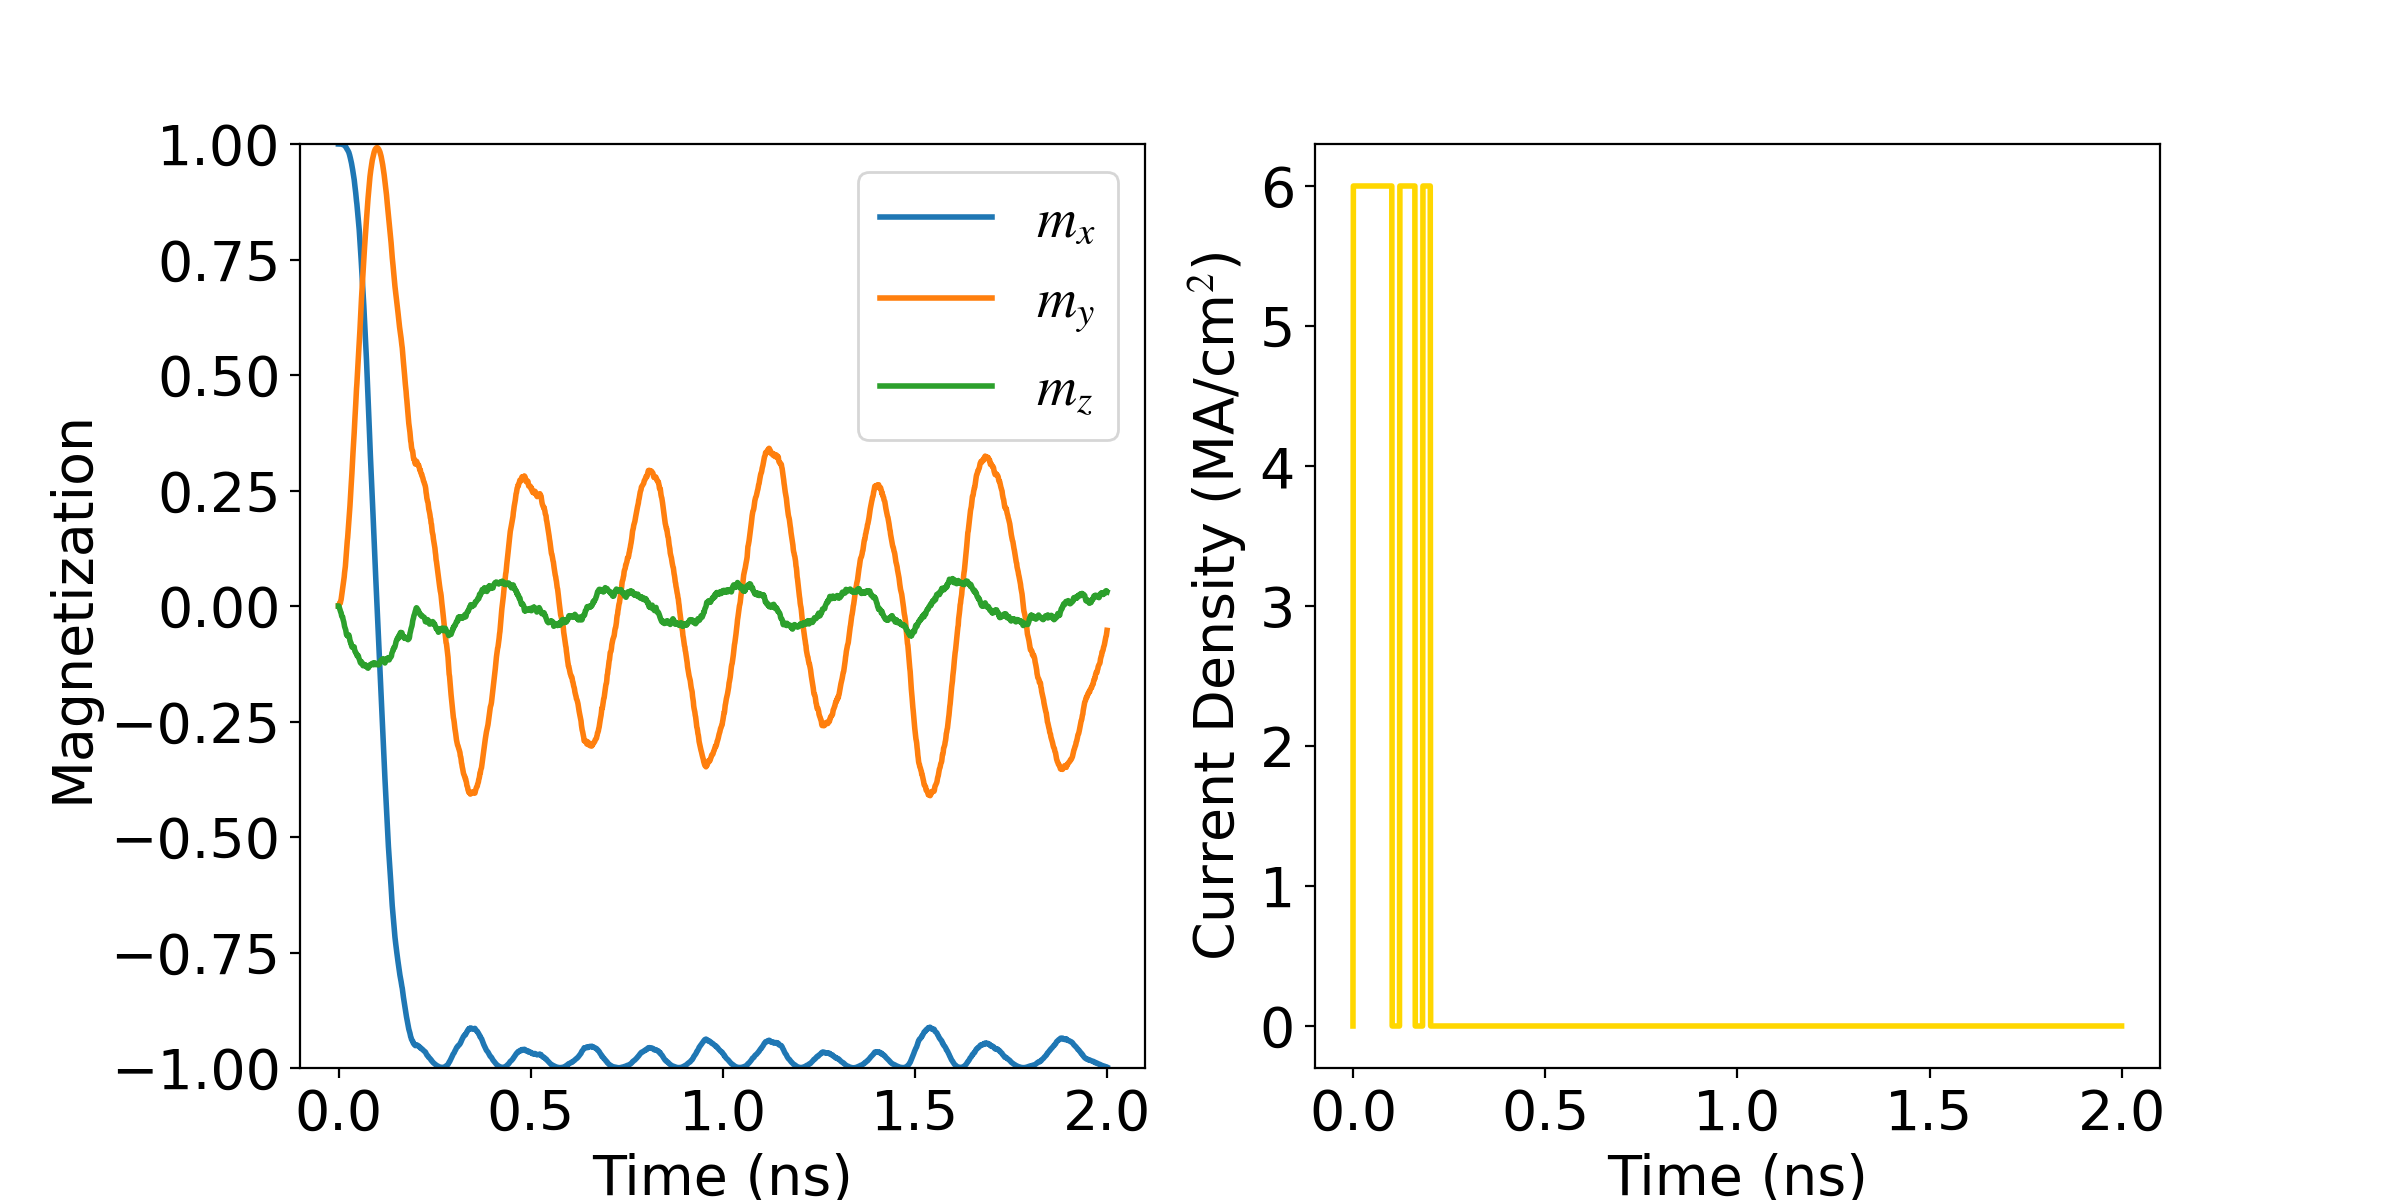 1.00
0.75
0.50
0.25
0.00
−0.25
−0.50
−0.75
−1.00
Magnetization
0.0 0.5 1.0 1.5 2.0
Time (ns)
mₓ
m_y
m_z
6
5
4
3
2
1
0
Current Density (MA/cm²)
0.0 0.5 1.0 1.5 2.0
Time (ns)